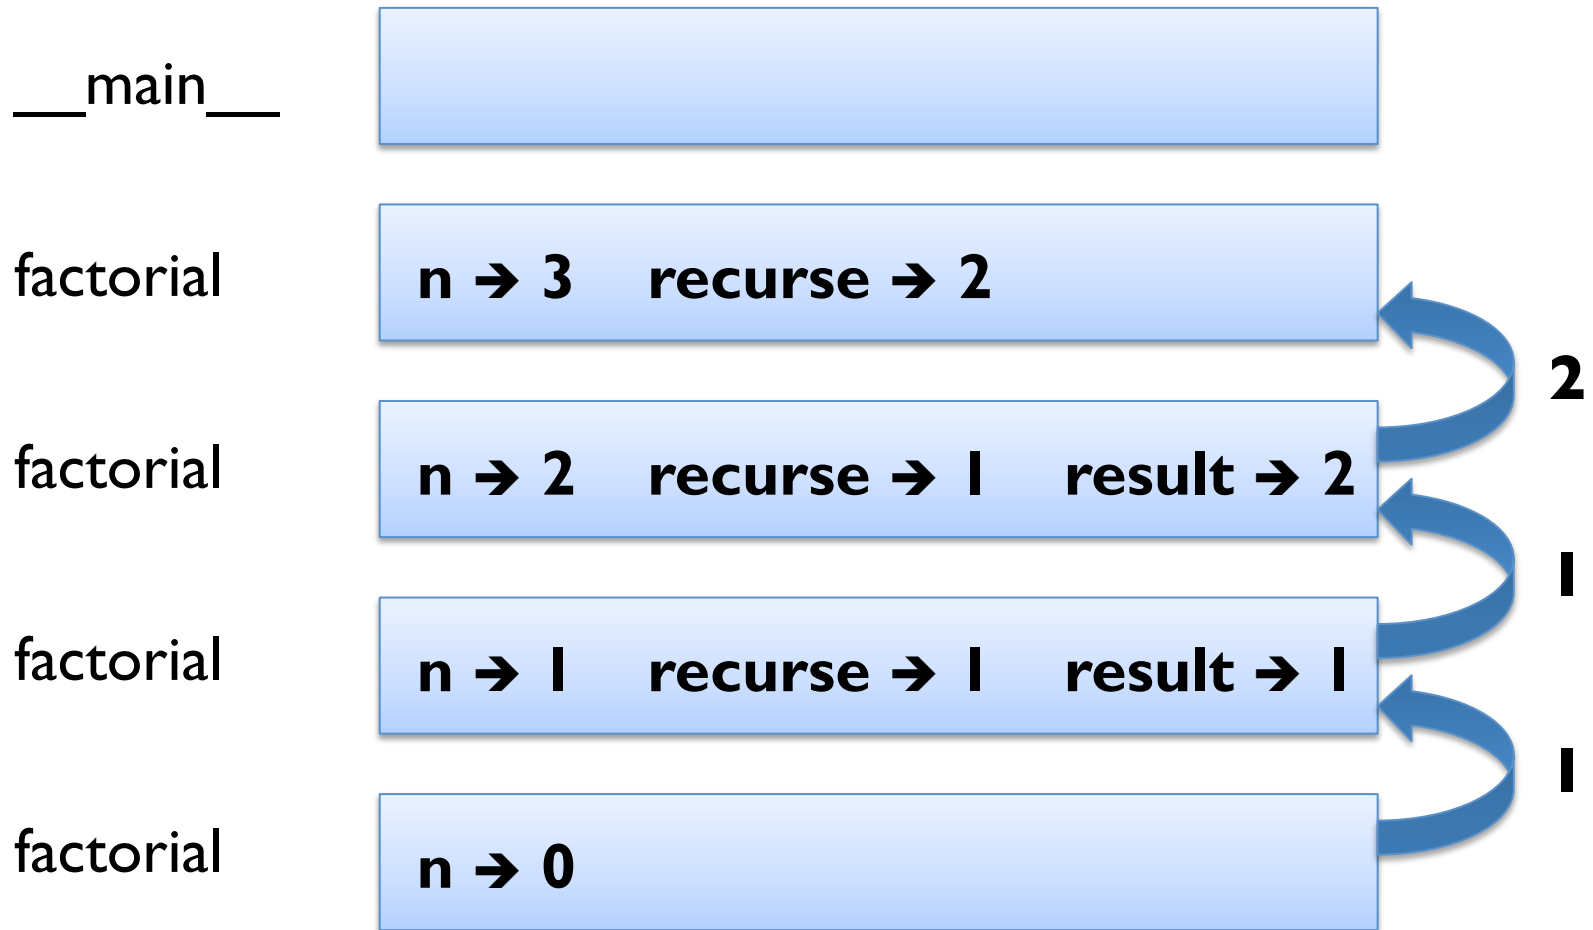 __main__
factorial n → 3 recurse → 2
2
factorial n → 2 recurse → 1 result → 2
1
factorial n → 1 recurse → 1 result → 1
1
factorial n → 0